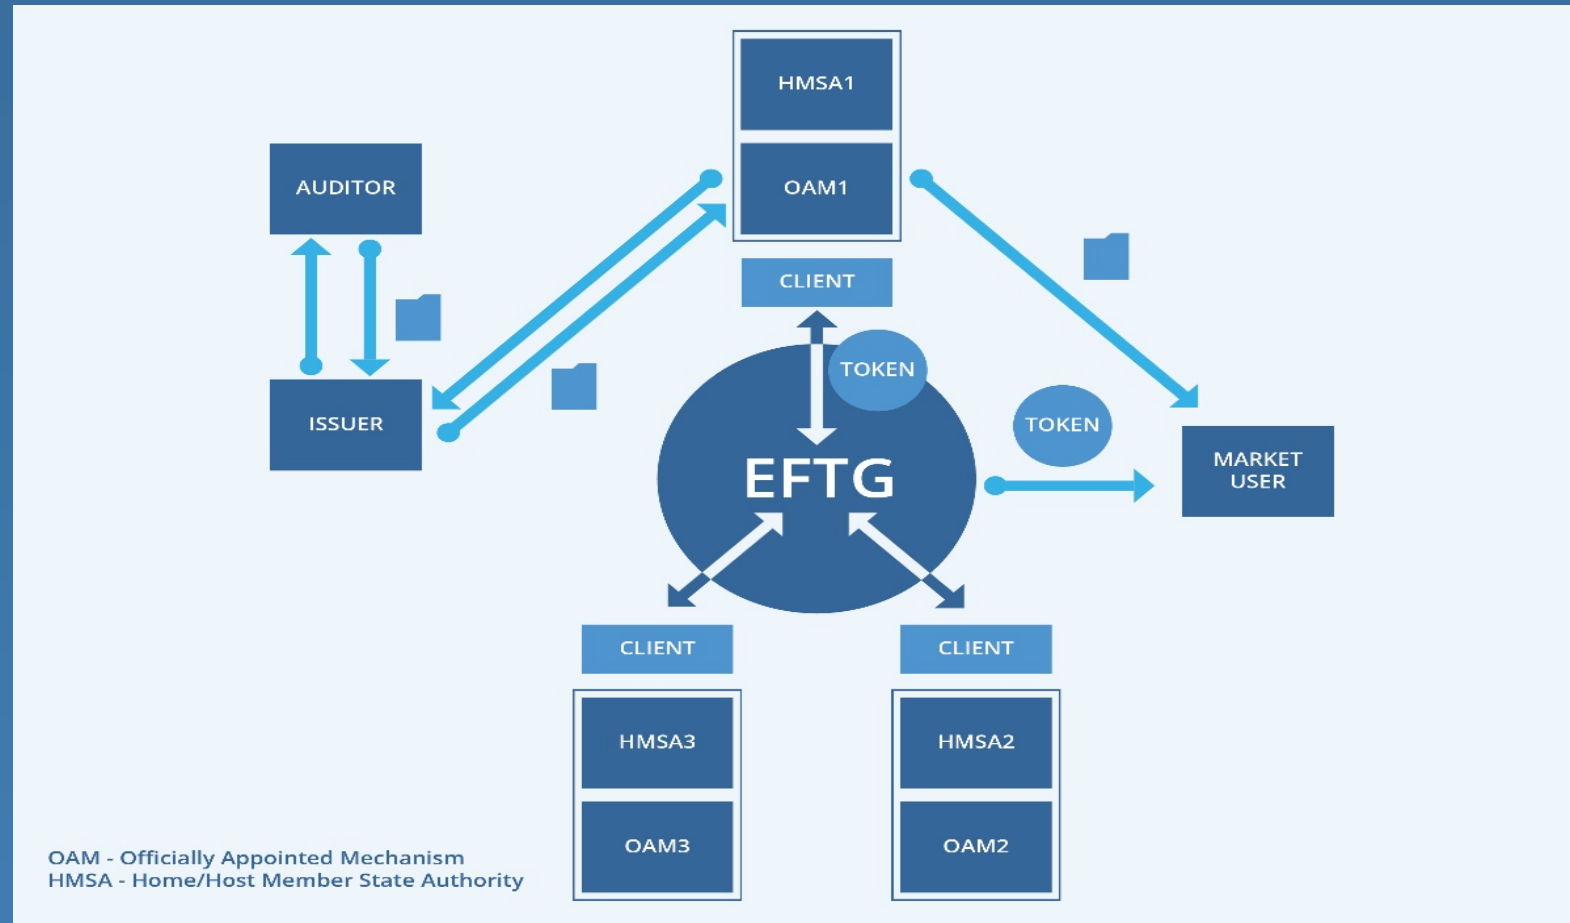 HMSA1
AUDITOR
OAM1
CLIENT
TOKEN
ISSUER
TOKEN
EFTG
MARKET
USER
CLIENT
CLIENT
HMSA3
HMSA2
OAM3
OAM2
OAM - Officially Appointed Mechanism
HMSA - Home/Host Member State Authority